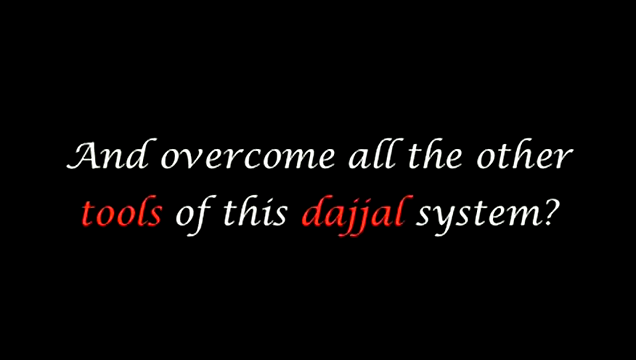 And overcome all the other
tools of this dajjal system?